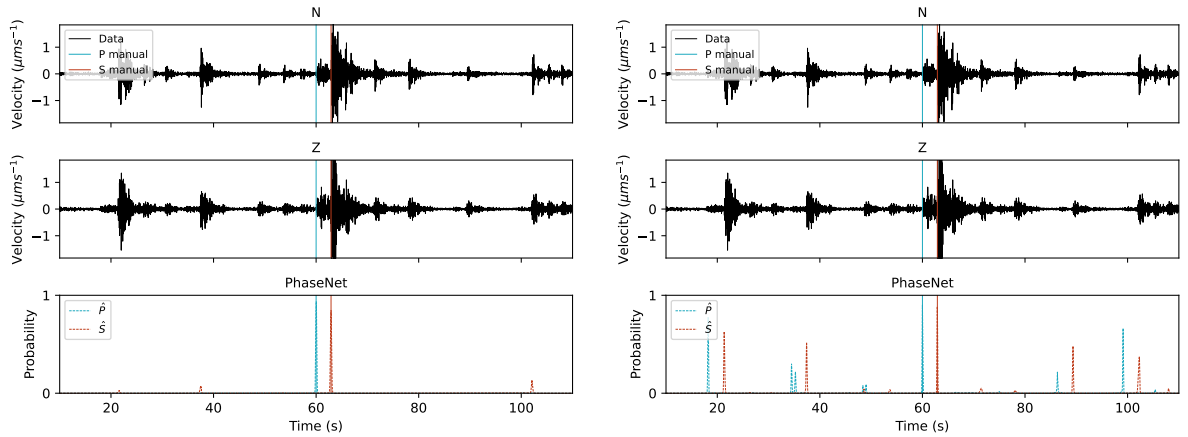 N
Velocity (μms⁻¹)
1
0
−1
Data
P manual
S manual
Z
Velocity (μms⁻¹)
1
0
−1
PhaseNet
Probability
1
0
P̂
Ŝ
20
40
60
80
100
Time (s)
N
Velocity (μms⁻¹)
1
0
−1
Data
P manual
S manual
Z
Velocity (μms⁻¹)
1
0
−1
PhaseNet
Probability
1
0
P̂
Ŝ
20
40
60
80
100
Time (s)